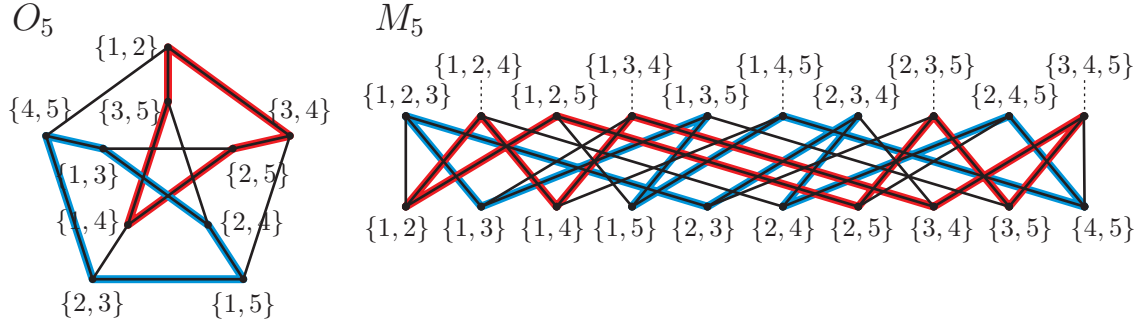 O_5
M_5
{1, 2}
{4, 5}
{3, 5}
{3, 4}
{1, 3}
{2, 5}
{1, 4}
{2, 4}
{2, 3}
{1, 5}
{1, 2, 4} {1, 3, 4} {1, 4, 5} {2, 3, 5} {3, 4, 5}
{1, 2, 3} {1, 2, 5} {1, 3, 5} {2, 3, 4} {2, 4, 5}
{1, 2} {1, 3} {1, 4} {1, 5} {2, 3} {2, 4} {2, 5} {3, 4} {3, 5} {4, 5}